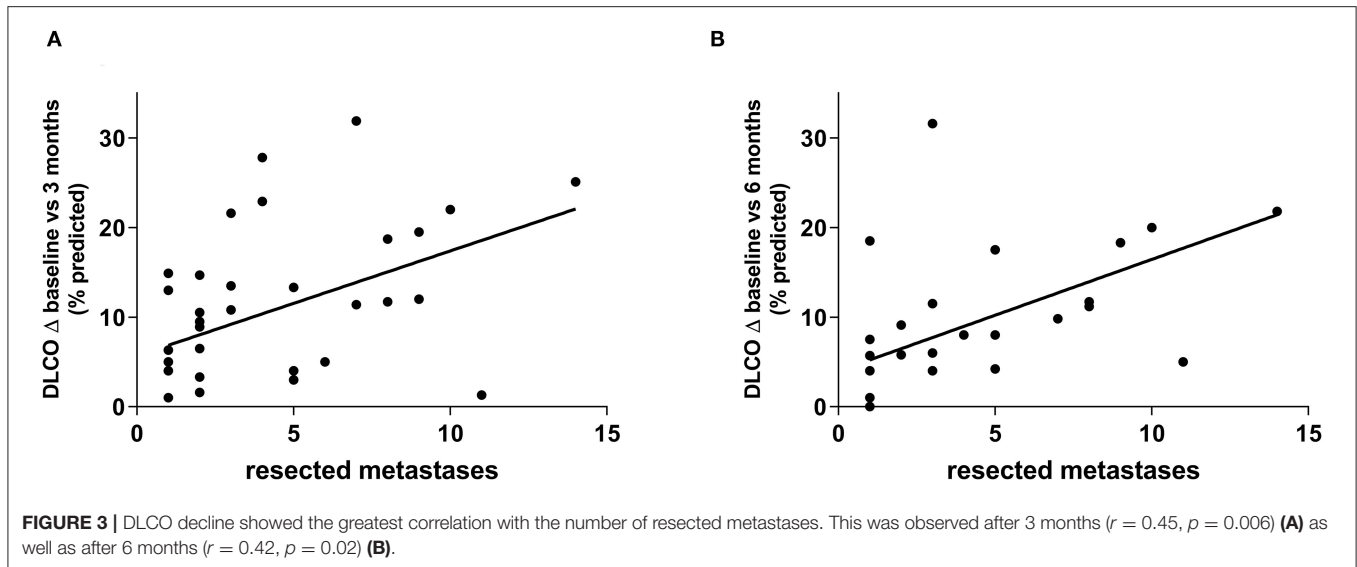 A
B
DLCO Δ baseline vs 3 months
(% predicted)
30
20
10
0
0
5
10
15
resected metastases
DLCO Δ baseline vs 6 months
(% predicted)
30
20
10
0
0
5
10
15
resected metastases
FIGURE 3 | DLCO decline showed the greatest correlation with the number of resected metastases. This was observed after 3 months (r = 0.45, p = 0.006) (A) as
well as after 6 months (r = 0.42, p = 0.02) (B).